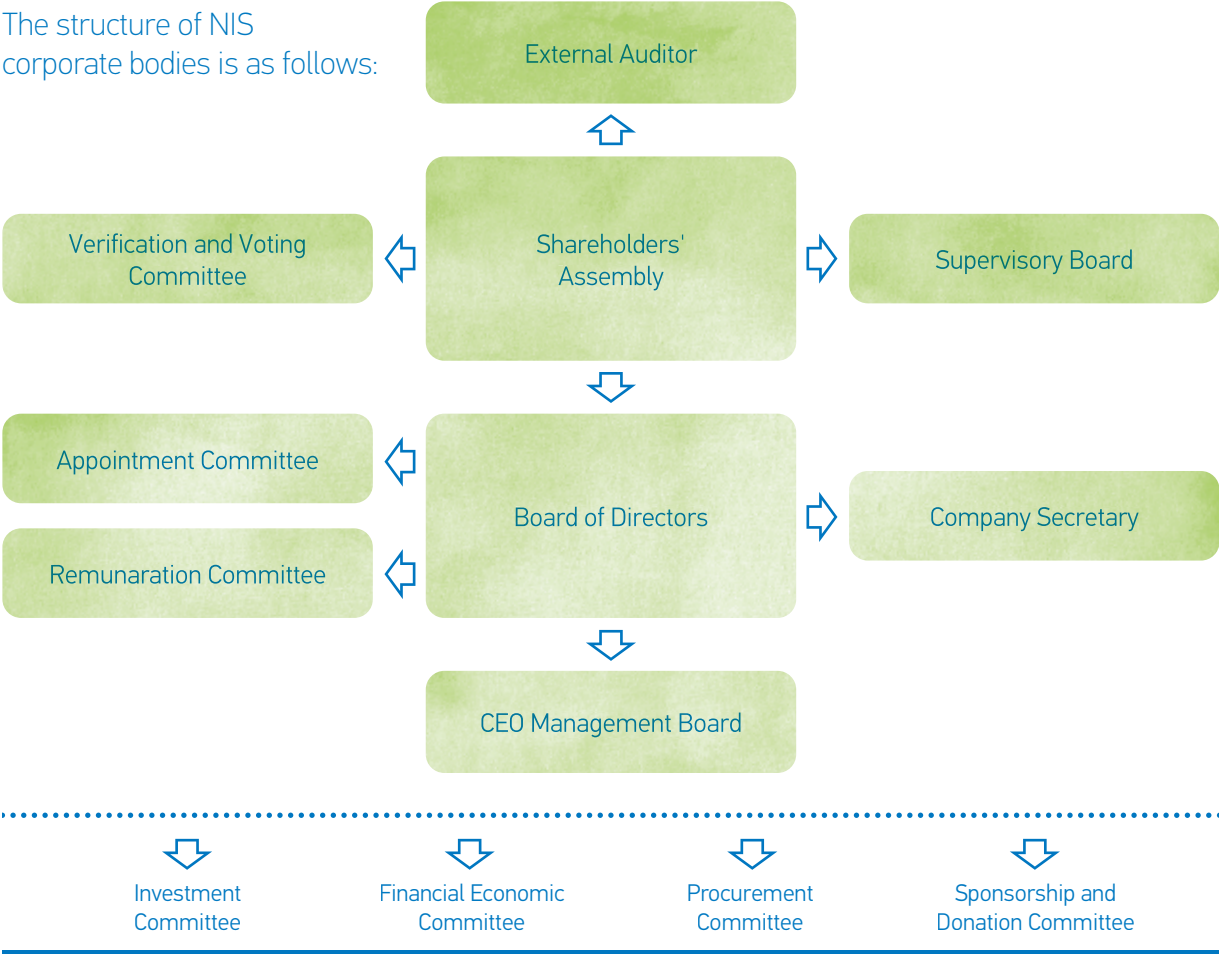 The structure of NIS
corporate bodies is as follows:
External Auditor
Verification and Voting
Committee
Shareholders'
Assembly
Supervisory Board
Appointment Committee
Remunaration Committee
Board of Directors
Company Secretary
CEO Management Board
Investment
Committee
Financial Economic
Committee
Procurement
Committee
Sponsorship and
Donation Committee